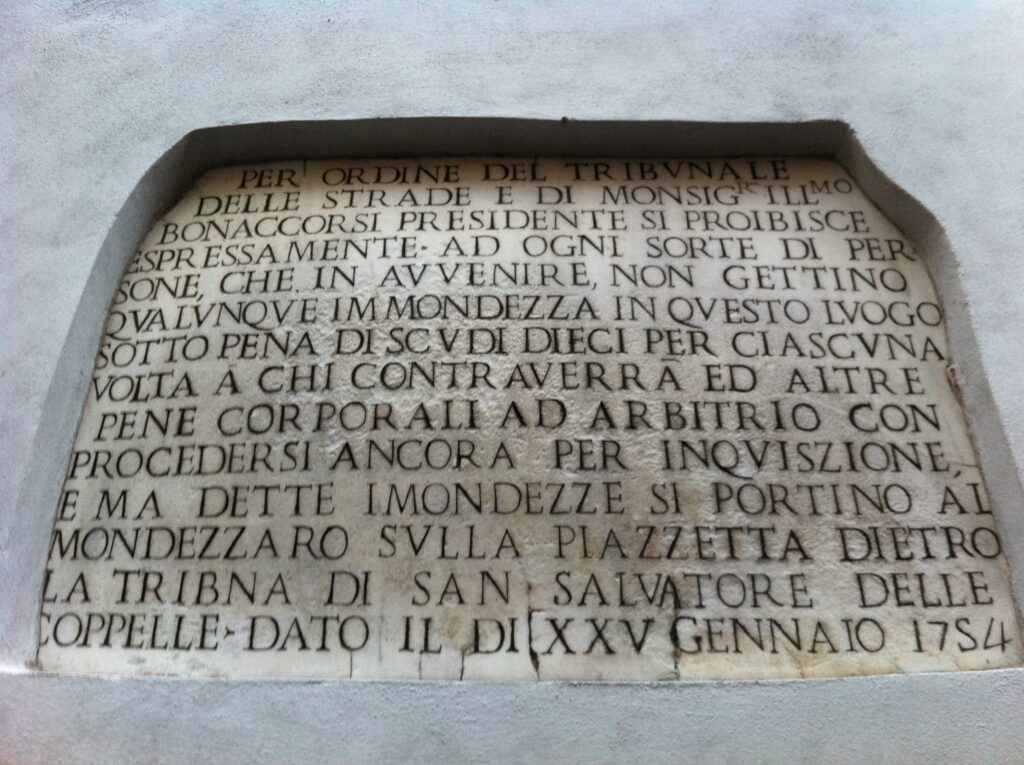 PER ORDINE DEL TRIBVNALE
DELLE STRADE E DI MONSIGRE ILLMO
BONACCORSI PRESIDENTE SI PROIBISCE
ESPRESSAMENTE · AD OGNI SORTE DI PER-
SONE, CHE IN AVVENIRE, NON GETTINO
QVALVNQVE IMMONDEZZA IN QVESTO LVOGO
SOTTO PENA DI SCVDI DIECI PER CIASCVNA
VOLTA A CHI CONTRAVERRA ED ALTRE
PENE CORPORALI AD ARBITRIO CON
PROCEDERSI ANCORA PER INQVISZIONE,
E MA DETTE IMONDEZZE SI PORTINO AL
MONDEZZARO SVLLA PIAZZETTA DIETRO
LA TRIBNA DI SAN SALVATORE DELLE
COPPELLE · DATO IL DI XXV GENNAIO 1754